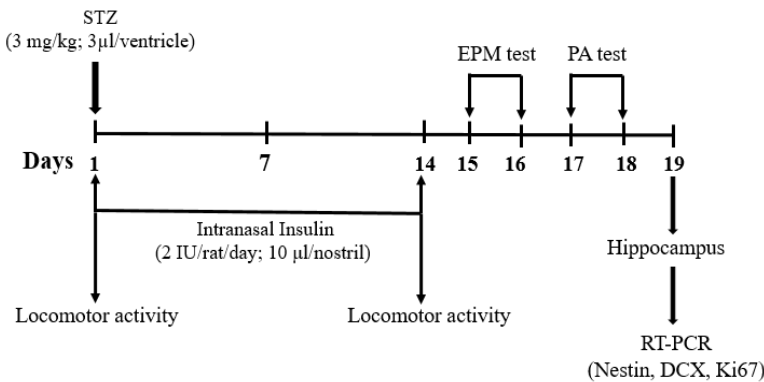 STZ
(3 mg/kg; 3µl/ventricle)
EPM test
PA test
Days 1 7 14 15 16 17 18 19
Intranasal Insulin
(2 IU/rat/day; 10 µl/nostril)
Hippocampus
Locomotor activity
Locomotor activity
RT-PCR
(Nestin, DCX, Ki67)